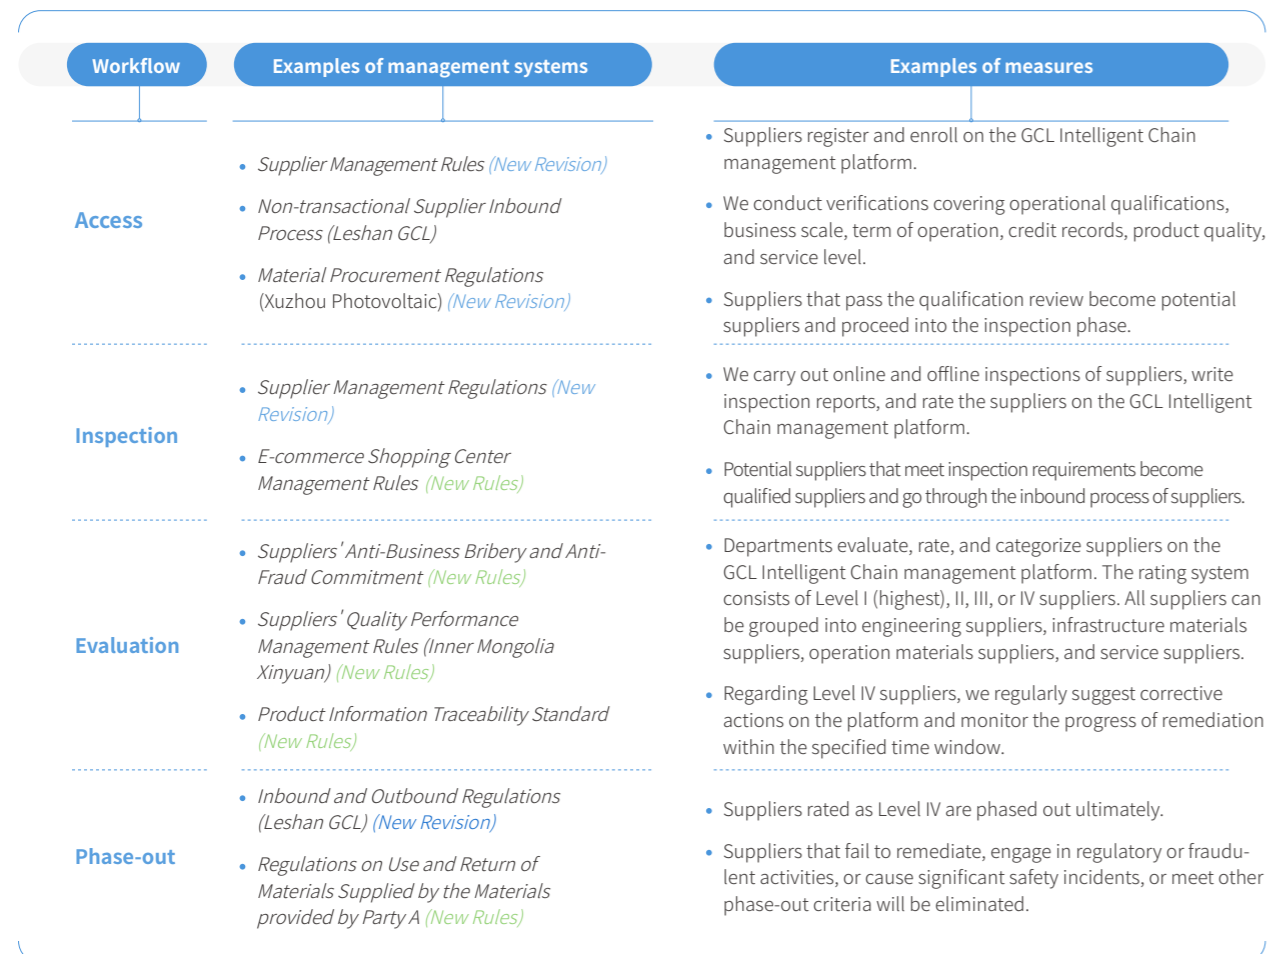 Workflow
Examples of management systems
Examples of measures
Access
• Supplier Management Rules (New Revision)
• Non-transactional Supplier Inbound
Process (Leshan GCL)
• Material Procurement Regulations
(Xuzhou Photovoltaic) (New Revision)
• Suppliers register and enroll on the GCL Intelligent Chain
management platform.
• We conduct verifications covering operational qualifications,
business scale, term of operation, credit records, product quality,
and service level.
• Suppliers that pass the qualification review become potential
suppliers and proceed into the inspection phase.
Inspection
• Supplier Management Regulations (New
Revision)
• E-commerce Shopping Center
Management Rules (New Rules)
• We carry out online and offline inspections of suppliers, write
inspection reports, and rate the suppliers on the GCL Intelligent
Chain management platform.
• Potential suppliers that meet inspection requirements become
qualified suppliers and go through the inbound process of suppliers.
Evaluation
• Suppliers' Anti-Business Bribery and Anti-
Fraud Commitment (New Rules)
• Suppliers' Quality Performance
Management Rules (Inner Mongolia
Xinyuan) (New Rules)
• Product Information Traceability Standard
(New Rules)
• Departments evaluate, rate, and categorize suppliers on the
GCL Intelligent Chain management platform. The rating system
consists of Level I (highest), II, III, or IV suppliers. All suppliers can
be grouped into engineering suppliers, infrastructure materials
suppliers, operation materials suppliers, and service suppliers.
• Regarding Level IV suppliers, we regularly suggest corrective
actions on the platform and monitor the progress of remediation
within the specified time window.
Phase-out
• Inbound and Outbound Regulations
(Leshan GCL) (New Revision)
• Regulations on Use and Return of
Materials Supplied by the Materials
provided by Party A (New Rules)
• Suppliers rated as Level IV are phased out ultimately.
• Suppliers that fail to remediate, engage in regulatory or fraudu-
lent activities, or cause significant safety incidents, or meet other
phase-out criteria will be eliminated.